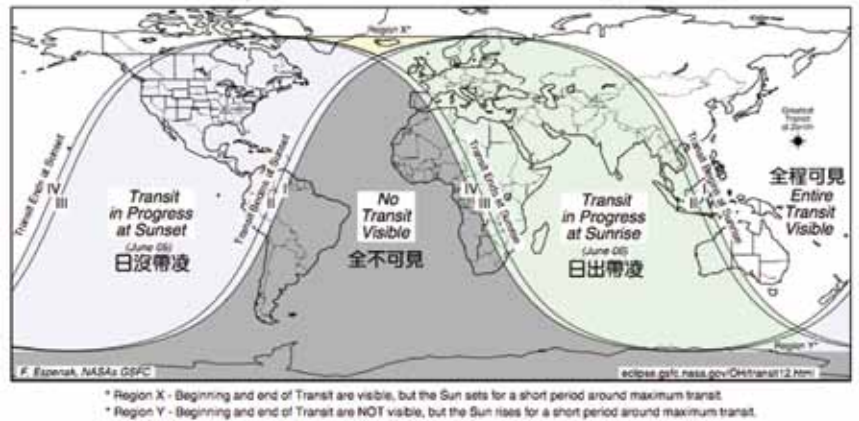 Region X*
Greatest
Transit
at Zenith
Transit Ends at Sunset
IV
III
Transit
in Progress
at Sunset
(June 05)
日沒帶凌
Transit Begins at Sunset
I
II
No
Transit
Visible
全不可見
IV
III
Transit Ends at Sunrise
Transit
in Progress
at Sunrise
(June 06)
日出帶凌
Transit Begins at Sunrise
I
II
全程可見
Entire
Transit
Visible
Region Y*
F. Espenak, NASAs GSFC
eclipse.gsfc.nasa.gov/OH/transit12.html
* Region X - Beginning and end of Transit are visible, but the Sun sets for a short period around maximum transit.
* Region Y - Beginning and end of Transit are NOT visible, but the Sun rises for a short period around maximum transit.